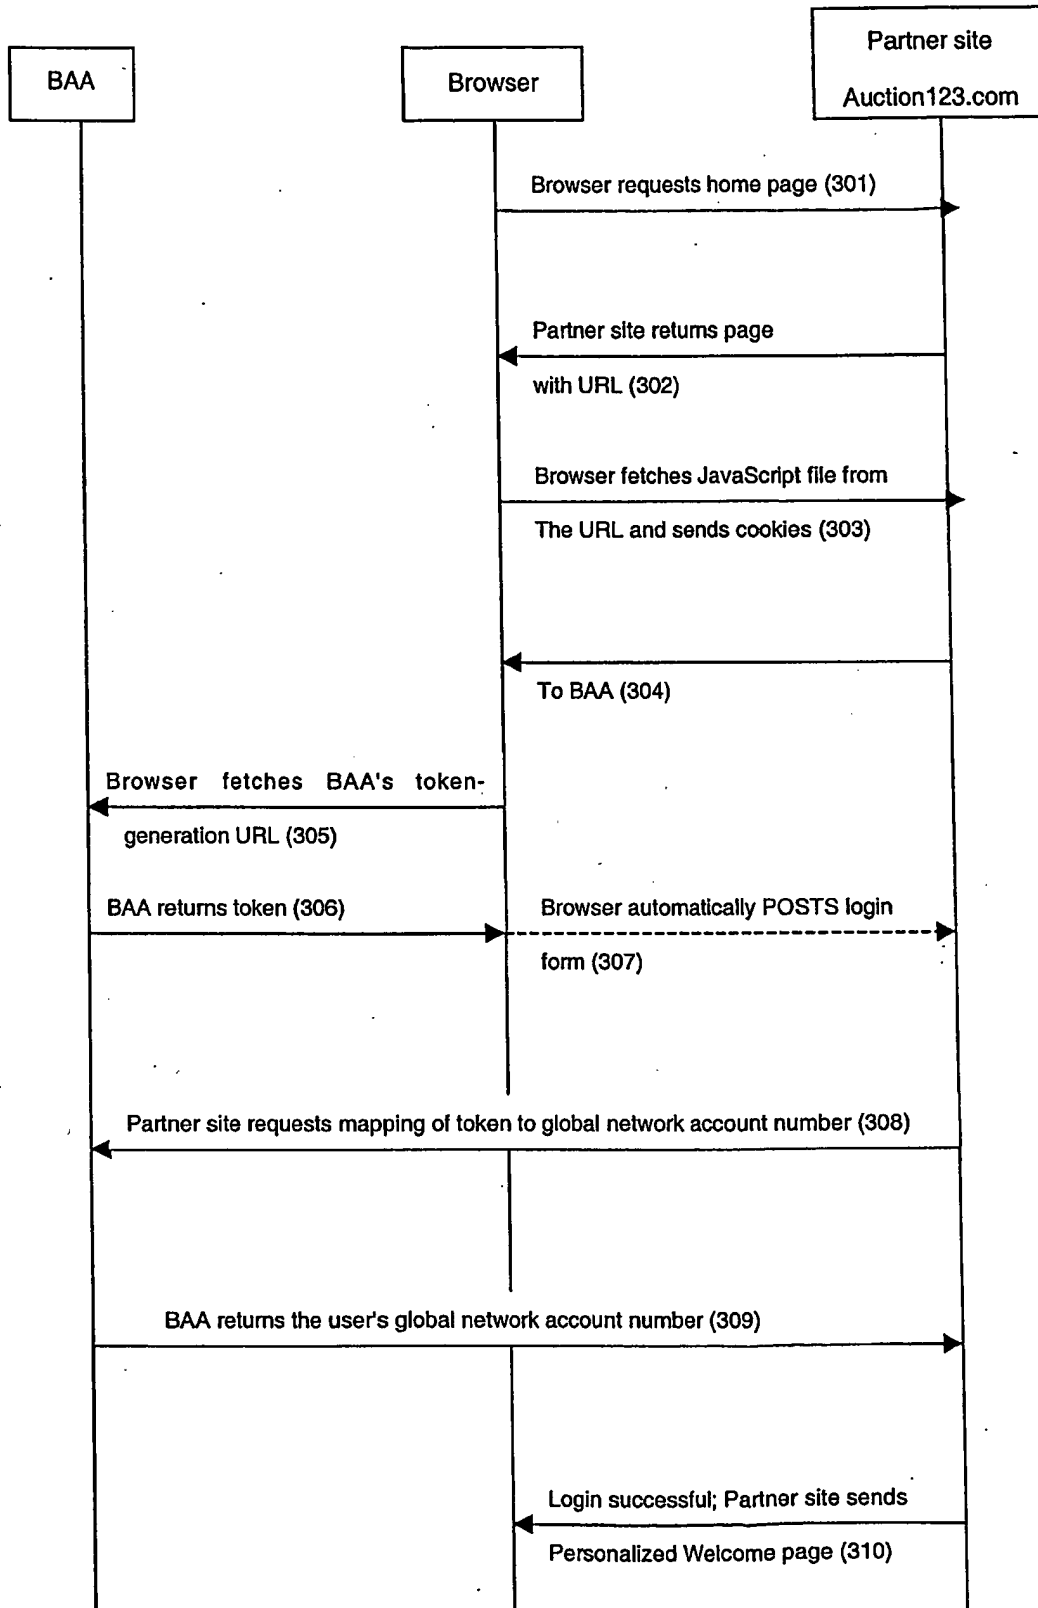 BAA
Browser
Partner site
Auction123.com
Browser requests home page (301)
Partner site returns page
with URL (302)
Browser fetches JavaScript file from
The URL and sends cookies (303)
To BAA (304)
Browser fetches BAA's token-
generation URL (305)
BAA returns token (306)
Browser automatically POSTS login
form (307)
Partner site requests mapping of token to global network account number (308)
BAA returns the user's global network account number (309)
Login successful; Partner site sends
Personalized Welcome page (310)